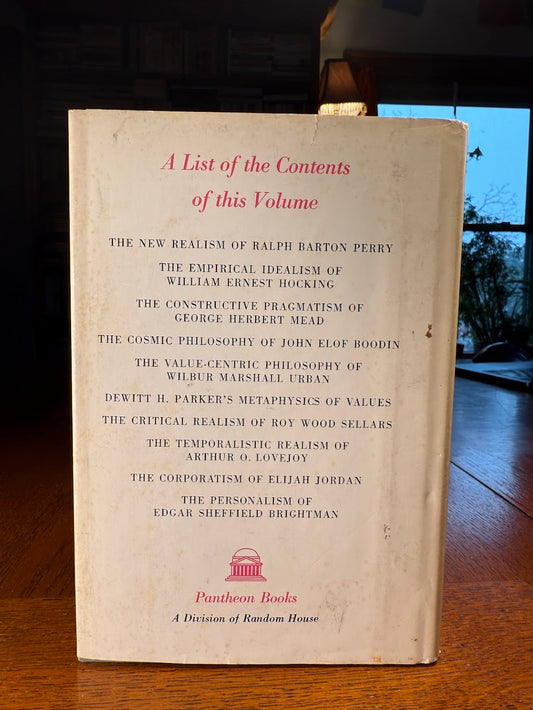 A List of the Contents
of this Volume
THE NEW REALISM OF RALPH BARTON PERRY
THE EMPIRICAL IDEALISM OF
WILLIAM ERNEST HOCKING
THE CONSTRUCTIVE PRAGMATISM OF
GEORGE HERBERT MEAD
THE COSMIC PHILOSOPHY OF JOHN ELOF BOODIN
THE VALUE-CENTRIC PHILOSOPHY OF
WILBUR MARSHALL URBAN
DEWITT H. PARKER'S METAPHYSICS OF VALUES
THE CRITICAL REALISM OF ROY WOOD SELLARS
THE TEMPORALISTIC REALISM OF
ARTHUR O. LOVEJOY
THE CORPORATISM OF ELIJAH JORDAN
THE PERSONALISM OF
EDGAR SHEFFIELD BRIGHTMAN
Pantheon Books
A Division of Random House